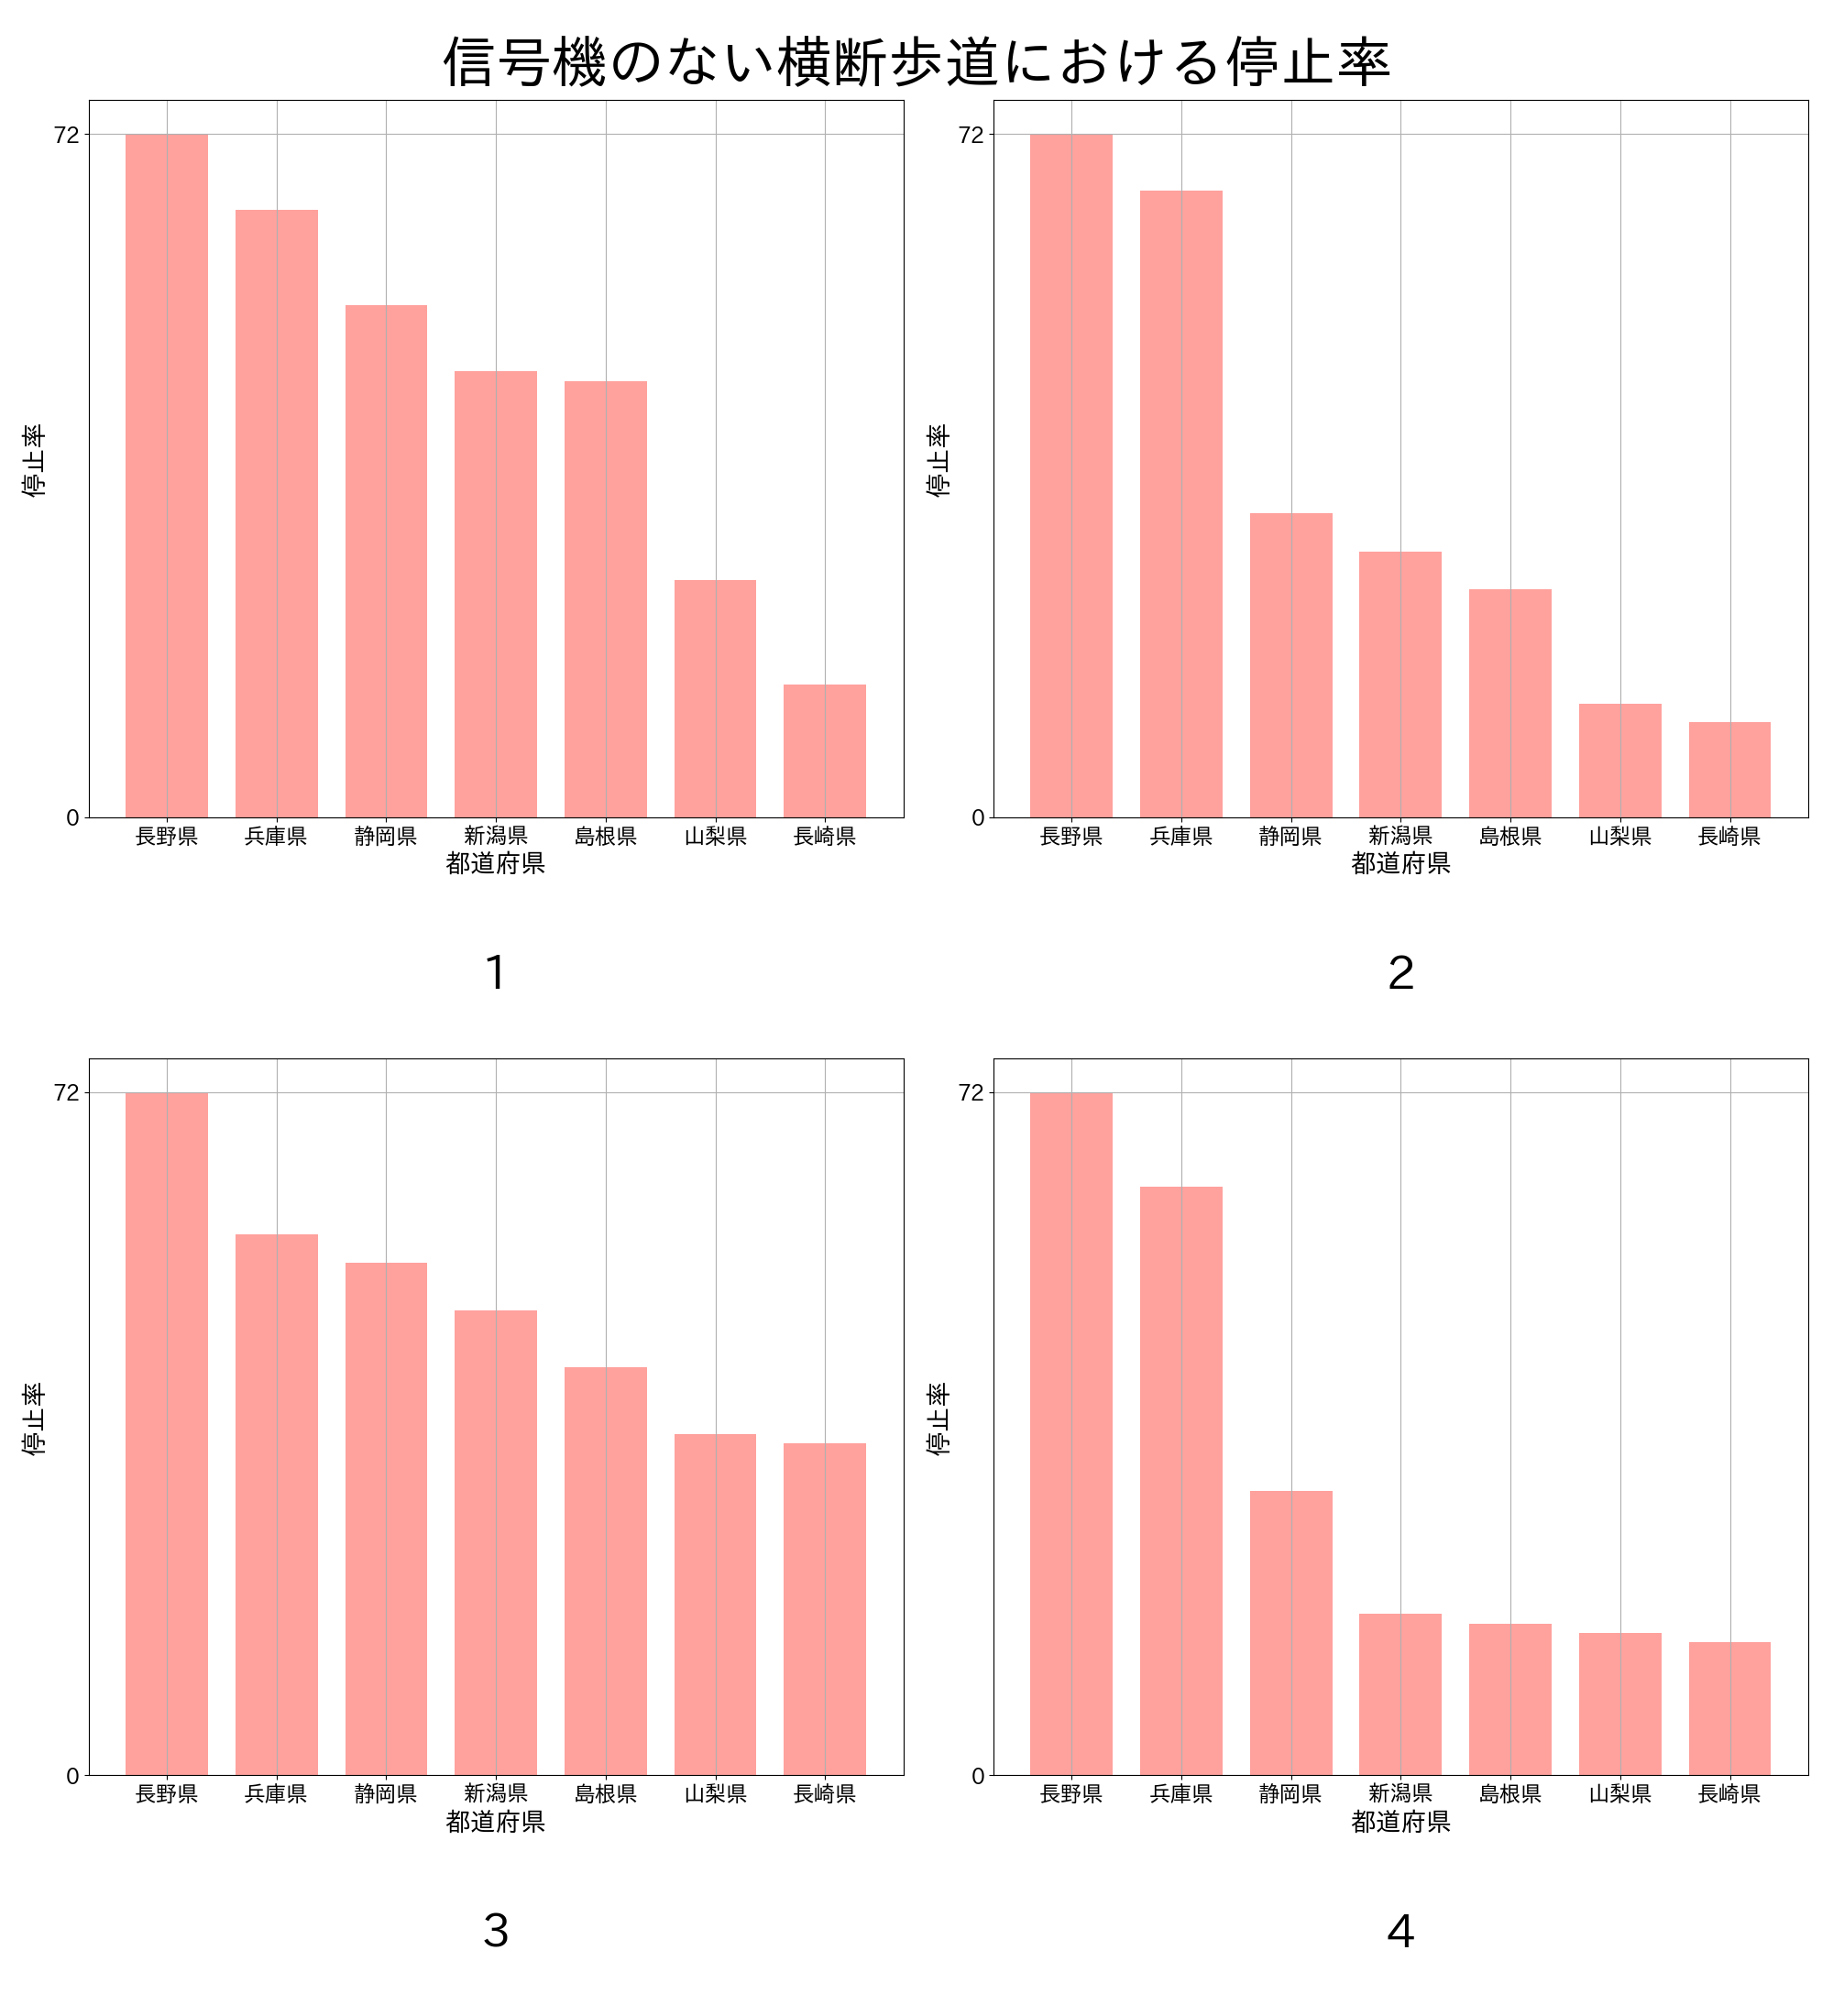 信号機のない横断歩道における停止率
72
0
停止率
長野県 兵庫県 静岡県 新潟県 島根県 山梨県 長崎県
都道府県
1
72
0
停止率
長野県 兵庫県 静岡県 新潟県 島根県 山梨県 長崎県
都道府県
2
72
0
停止率
長野県 兵庫県 静岡県 新潟県 島根県 山梨県 長崎県
都道府県
3
72
0
停止率
長野県 兵庫県 静岡県 新潟県 島根県 山梨県 長崎県
都道府県
4